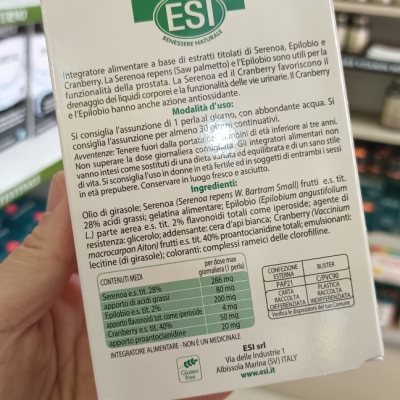 ESI
BENESSERE NATURALE
Integratore alimentare a base di estratti titolati di Serenoa, Epilobio e
Cranberry. La Serenoa repens (Saw palmetto) e l'Epilobio sono utili per la
funzionalità della prostata. La Serenoa ed il Cranberry favoriscono il
drenaggio dei liquidi corporei e la funzionalità delle vie urinarie. Il Cranberry
e l'Epilobio hanno anche azione antiossidante.
Modalità d'uso:
Si consiglia l'assunzione di 1 perla al giorno, con abbondante acqua. Si
consiglia l'assunzione per almeno 30 giorni continuativi.
Avvertenze: Tenere fuori dalla portata dei bambini di età inferiore ai tre anni.
Non superare la dose giornaliera consigliata. Gli integratori alimentari non
vanno intesi come sostituti di una dieta variata ed equilibrata e di un sano stile
di vita. Si sconsiglia l'uso in donne in età fertile ed in soggetti di entrambi i sessi
in età prepubere. Conservare in luogo fresco e asciutto.
Ingredienti:
Olio di girasole; Serenoa (Serenoa repens W. Bartram Small) frutti e.s. tit.
28% acidi grassi; gelatina alimentare; Epilobio (Epilobium angustifolium
L.) parte aerea e.s. tit. 2% flavonoidi totali come iperoside; agente di
resistenza: glicerolo; addensante: cera d'api bianca; Cranberry (Vaccinium
macrocarpon Aiton) frutti e.s. tit. 40% proantocianidine totali; emulsionanti:
lecitine (di girasole); coloranti: complessi rameici delle clorofilline.
CONTENUTI MEDI
per dose max
giornaliera (1 perla)
Serenoa e.s. tit. 28% 286 mg
apporto di acidi grassi 80 mg
Epilobio e.s. tit. 2% 200 mg
apporto flavonoidi tot. come iperoside 4 mg
Cranberry e.s. tit. 40% 50 mg
apporto proantocianidine 20 mg
INTEGRATORE ALIMENTARE - NON È UN MEDICINALE
CONFEZIONE
ESTERNA
BLISTER
PAP21
C/PVC90
CARTA
RACCOLTA
DIFFERENZIATA
PLASTICA
RACCOLTA
INDIFFERENZIATA
Verifica le disposizioni del tuo Comune
Gluten
free
ESI srl
Via delle Industrie 1
Albissola Marina (SV) ITALY
www.esi.it